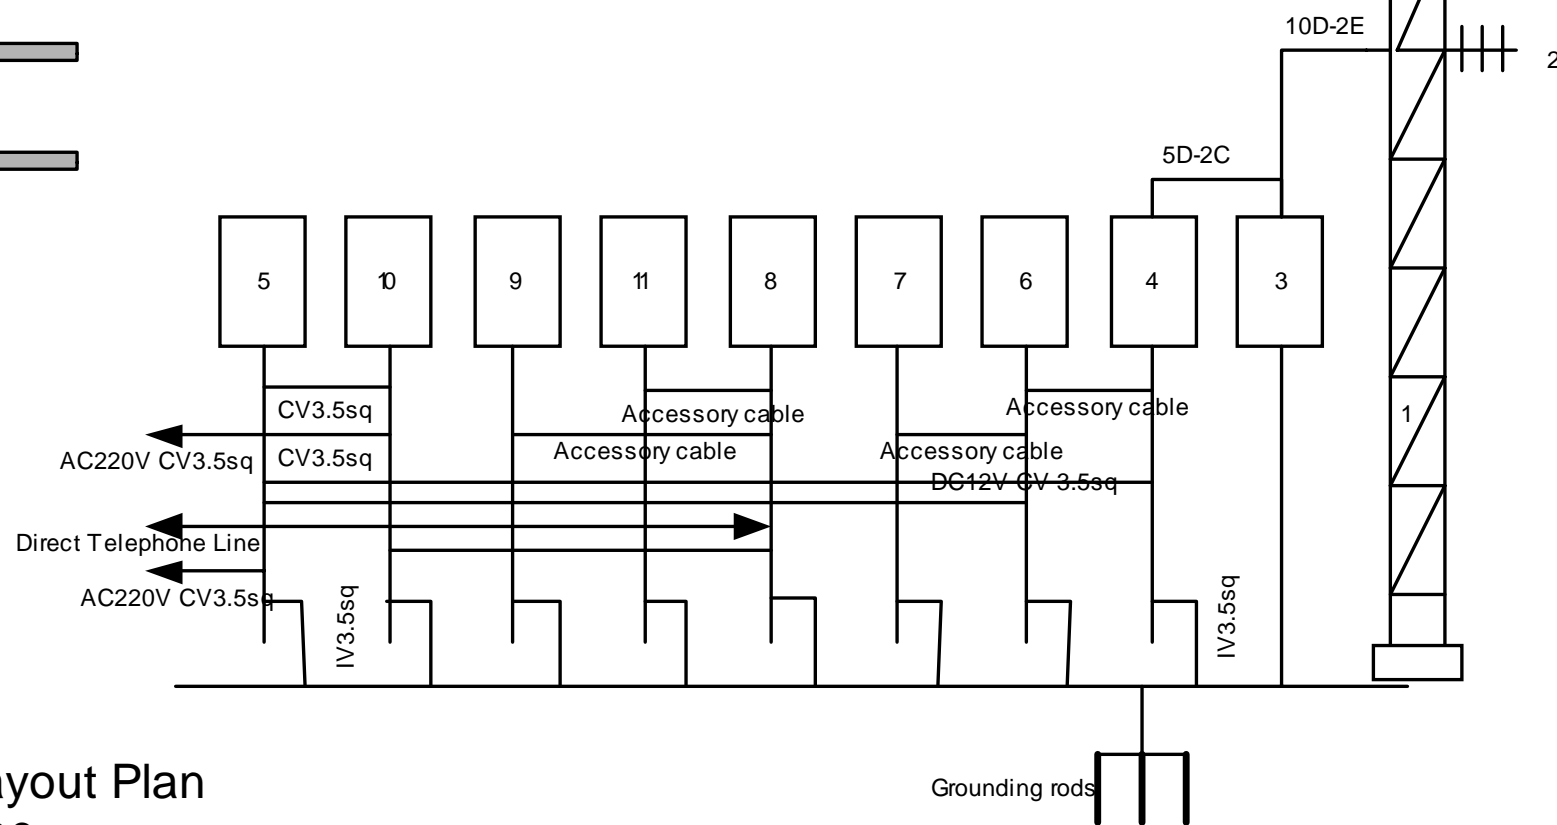 10D-2E
2
5D-2C
5
10
9
11
8
7
6
4
3
CV3.5sq
Accessory cable
Accessory cable
1
AC220V CV3.5sq
CV3.5sq
Accessory cable
Accessory cable
DC12V CV 3.5sq
Direct Telephone Line
AC220V CV3.5sq
IV3.5sq
IV3.5sq
ayout Plan
Grounding rods